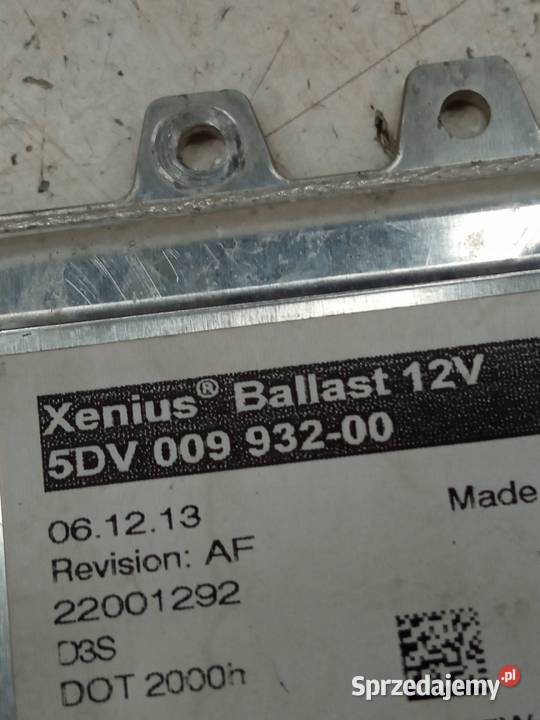 Xenius® Ballast 12V
5DV 009 932-00
06.12.13
Made
Revision: AF
22001292
D3S
DOT 2000h
Sprzedajemy.pl